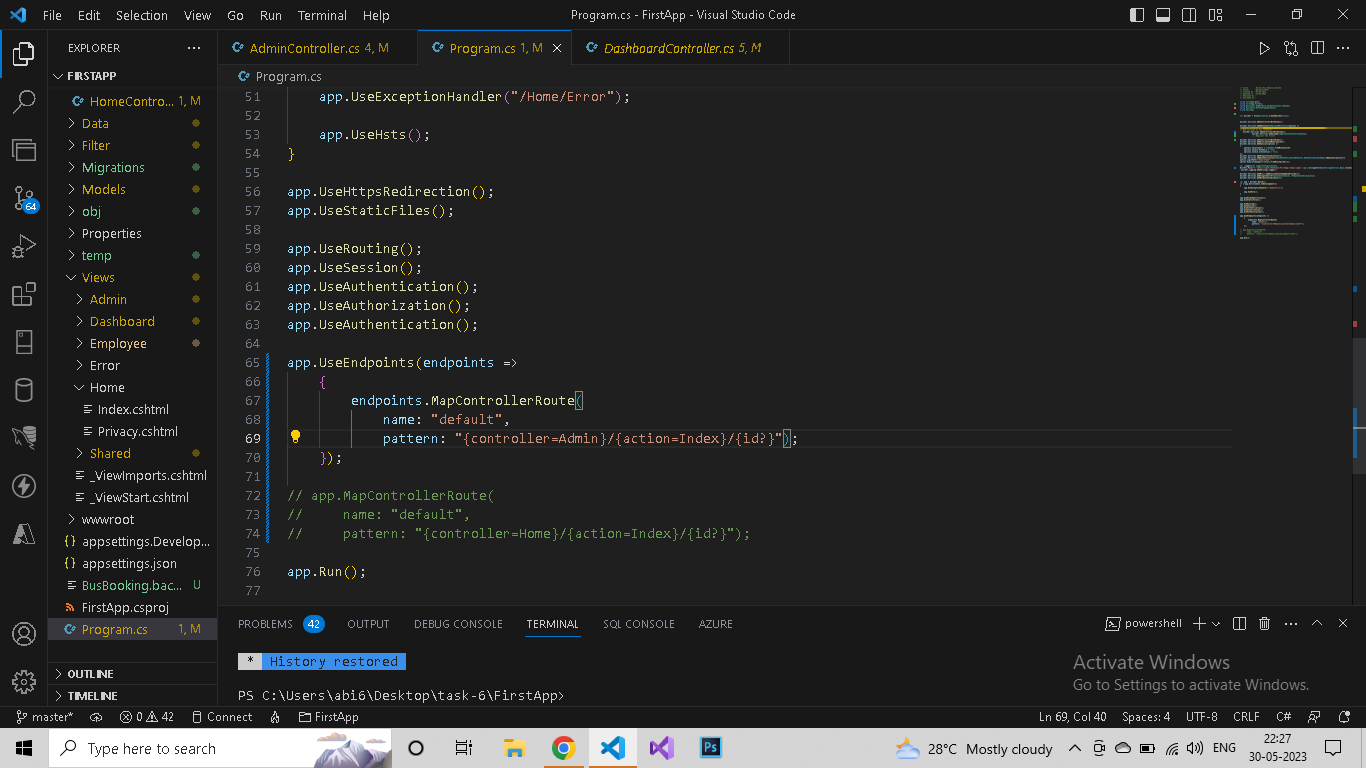 File Edit Selection View Go Run Terminal Help
Program.cs - FirstApp - Visual Studio Code
EXPLORER
AdminController.cs 4, M
Program.cs 1, M
DashboardController.cs 5, M
FIRSTAPP
Program.cs
HomeContro... 1, M
Data
Filter
Migrations
Models
obj
Properties
temp
Views
Admin
Dashboard
Employee
Error
Home
Index.cshtml
Privacy.cshtml
Shared
_ViewImports.cshtml
_ViewStart.cshtml
wwwroot
appsettings.Develop...
appsettings.json
BusBooking.bac... U
FirstApp.csproj
Program.cs 1, M
OUTLINE
TIMELINE
64
51 app.UseExceptionHandler("/Home/Error");
52
53 app.UseHsts();
54 }
55
56 app.UseHttpsRedirection();
57 app.UseStaticFiles();
58
59 app.UseRouting();
60 app.UseSession();
61 app.UseAuthentication();
62 app.UseAuthorization();
63 app.UseAuthentication();
64
65 app.UseEndpoints(endpoints =>
66 {
67 endpoints.MapControllerRoute(
68 name: "default",
69 pattern: "{controller=Admin}/{action=Index}/{id?}");
70 });
71
72 // app.MapControllerRoute(
73 // name: "default",
74 // pattern: "{controller=Home}/{action=Index}/{id?}");
75
76 app.Run();
77
PROBLEMS 42 OUTPUT DEBUG CONSOLE TERMINAL SQL CONSOLE AZURE
powershell
* History restored
PS C:\Users\abi6\Desktop\task-6\FirstApp>
Activate Windows
Go to Settings to activate Windows.
master* 0 42 Connect FirstApp
Ln 69, Col 40 Spaces: 4 UTF-8 CRLF C#
Type here to search
Ps
28°C Mostly cloudy
ENG
22:27
30-05-2023